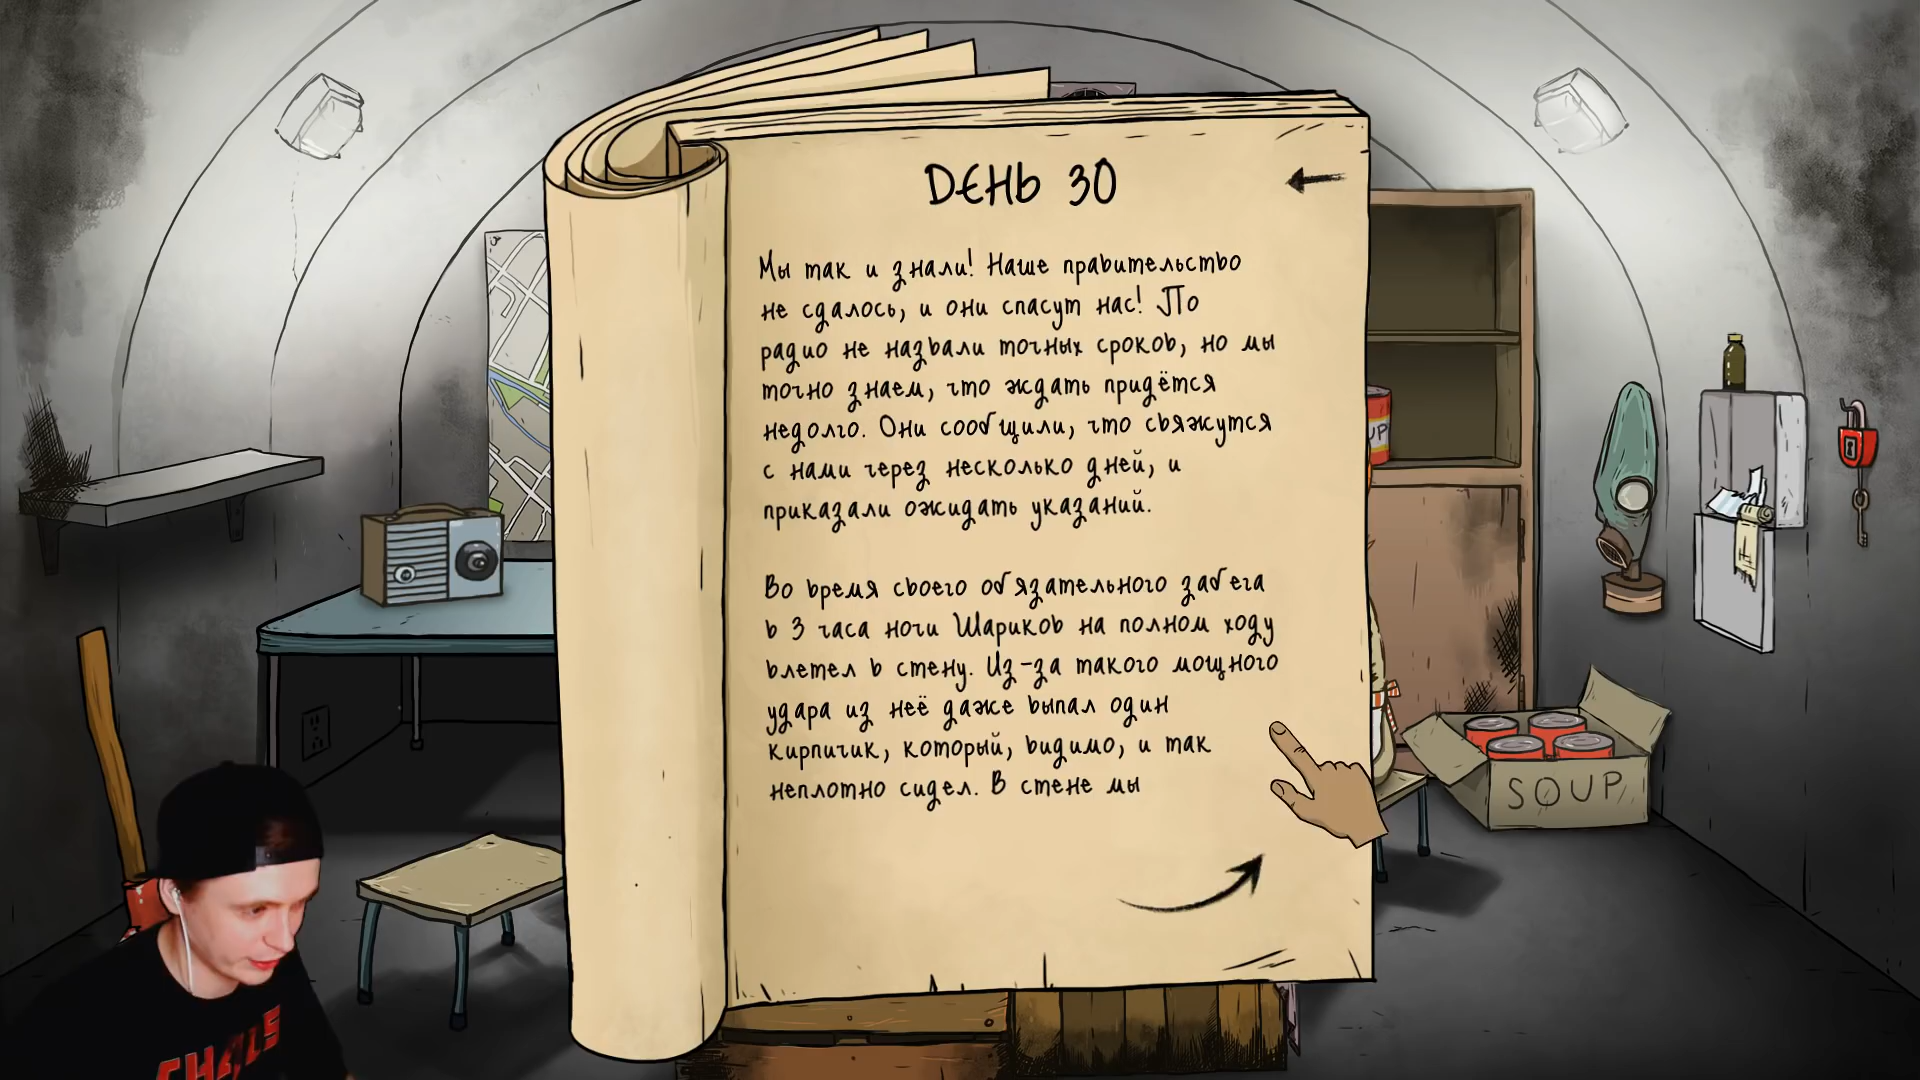 ДЕНЬ 30
Мы так и знали! Наше правительство
не сдалось, и они спасут нас! По
радио не назвали точных сроков, но мы
точно знаем, что ждать придётся
недолго. Они сообщили, что свяжутся
с нами через несколько дней, и
приказали ожидать указаний.
Во время своего обязательного забега
в 3 часа ночи Шариков на полном ходу
влетел в стену. Из-за такого мощного
удара из неё даже выпал один
кирпичик, который, видимо, и так
неплотно сидел. В стене мы
UP
SOUP